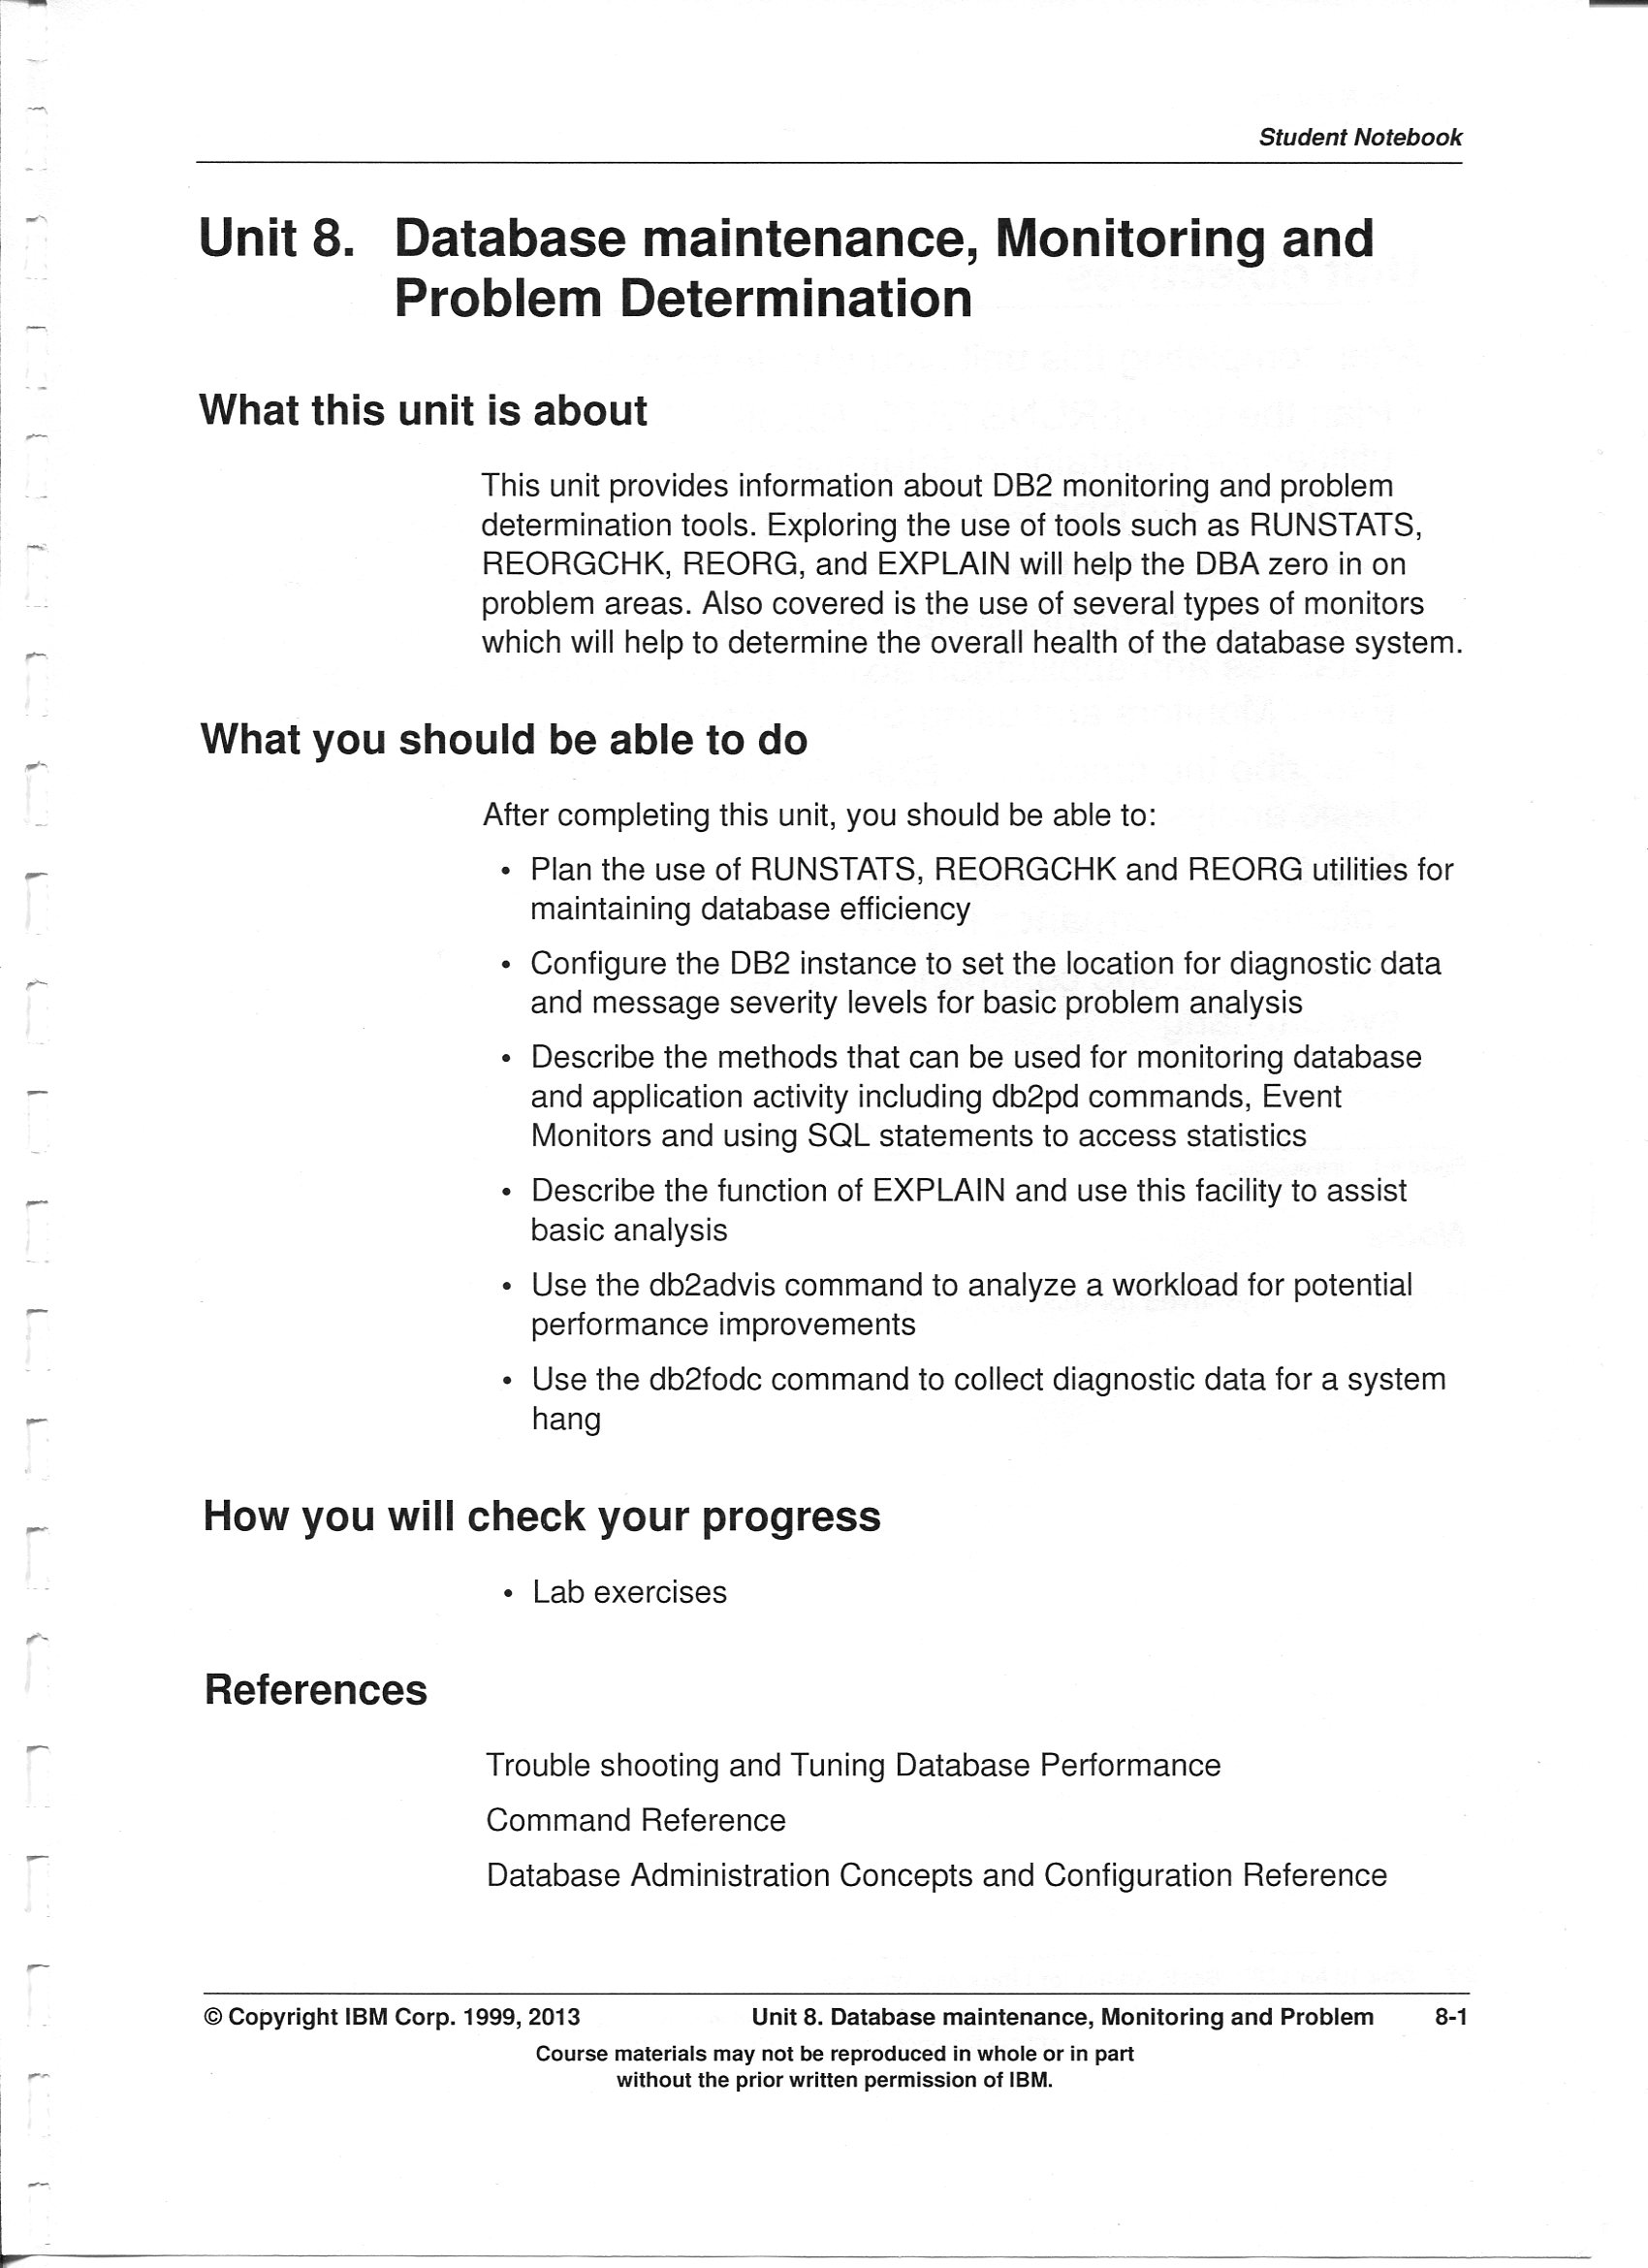 Student Notebook
Unit 8. Database maintenance, Monitoring and
Problem Determination
What this unit is about
This unit provides information about DB2 monitoring and problem
determination tools. Exploring the use of tools such as RUNSTATS,
REORGCHK, REORG, and EXPLAIN will help the DBA zero in on
problem areas. Also covered is the use of several types of monitors
which will help to determine the overall health of the database system.
What you should be able to do
After completing this unit, you should be able to:
• Plan the use of RUNSTATS, REORGCHK and REORG utilities for
maintaining database efficiency
• Configure the DB2 instance to set the location for diagnostic data
and message severity levels for basic problem analysis
• Describe the methods that can be used for monitoring database
and application activity including db2pd commands, Event
Monitors and using SQL statements to access statistics
• Describe the function of EXPLAIN and use this facility to assist
basic analysis
• Use the db2advis command to analyze a workload for potential
performance improvements
• Use the db2fodc command to collect diagnostic data for a system
hang
How you will check your progress
• Lab exercises
References
Trouble shooting and Tuning Database Performance
Command Reference
Database Administration Concepts and Configuration Reference
© Copyright IBM Corp. 1999, 2013 Unit 8. Database maintenance, Monitoring and Problem 8-1
Course materials may not be reproduced in whole or in part
without the prior written permission of IBM.